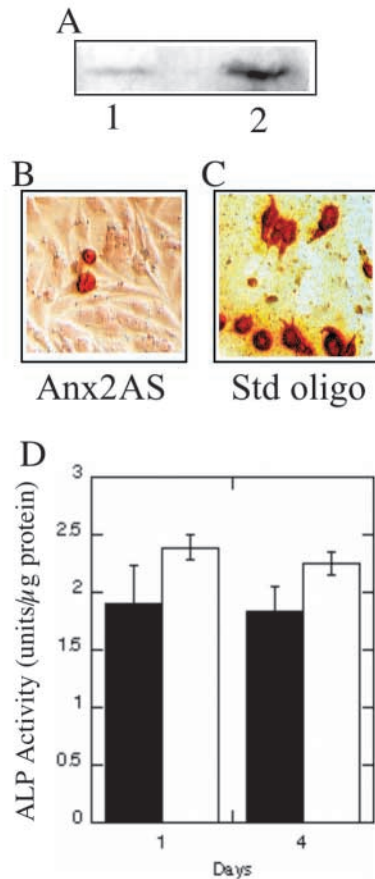 A
1 2
B C
Anx2AS Std oligo
D
ALP Activity (units/µg protein)
3
2.5
2
1.5
1
0.5
0
1 4
Days